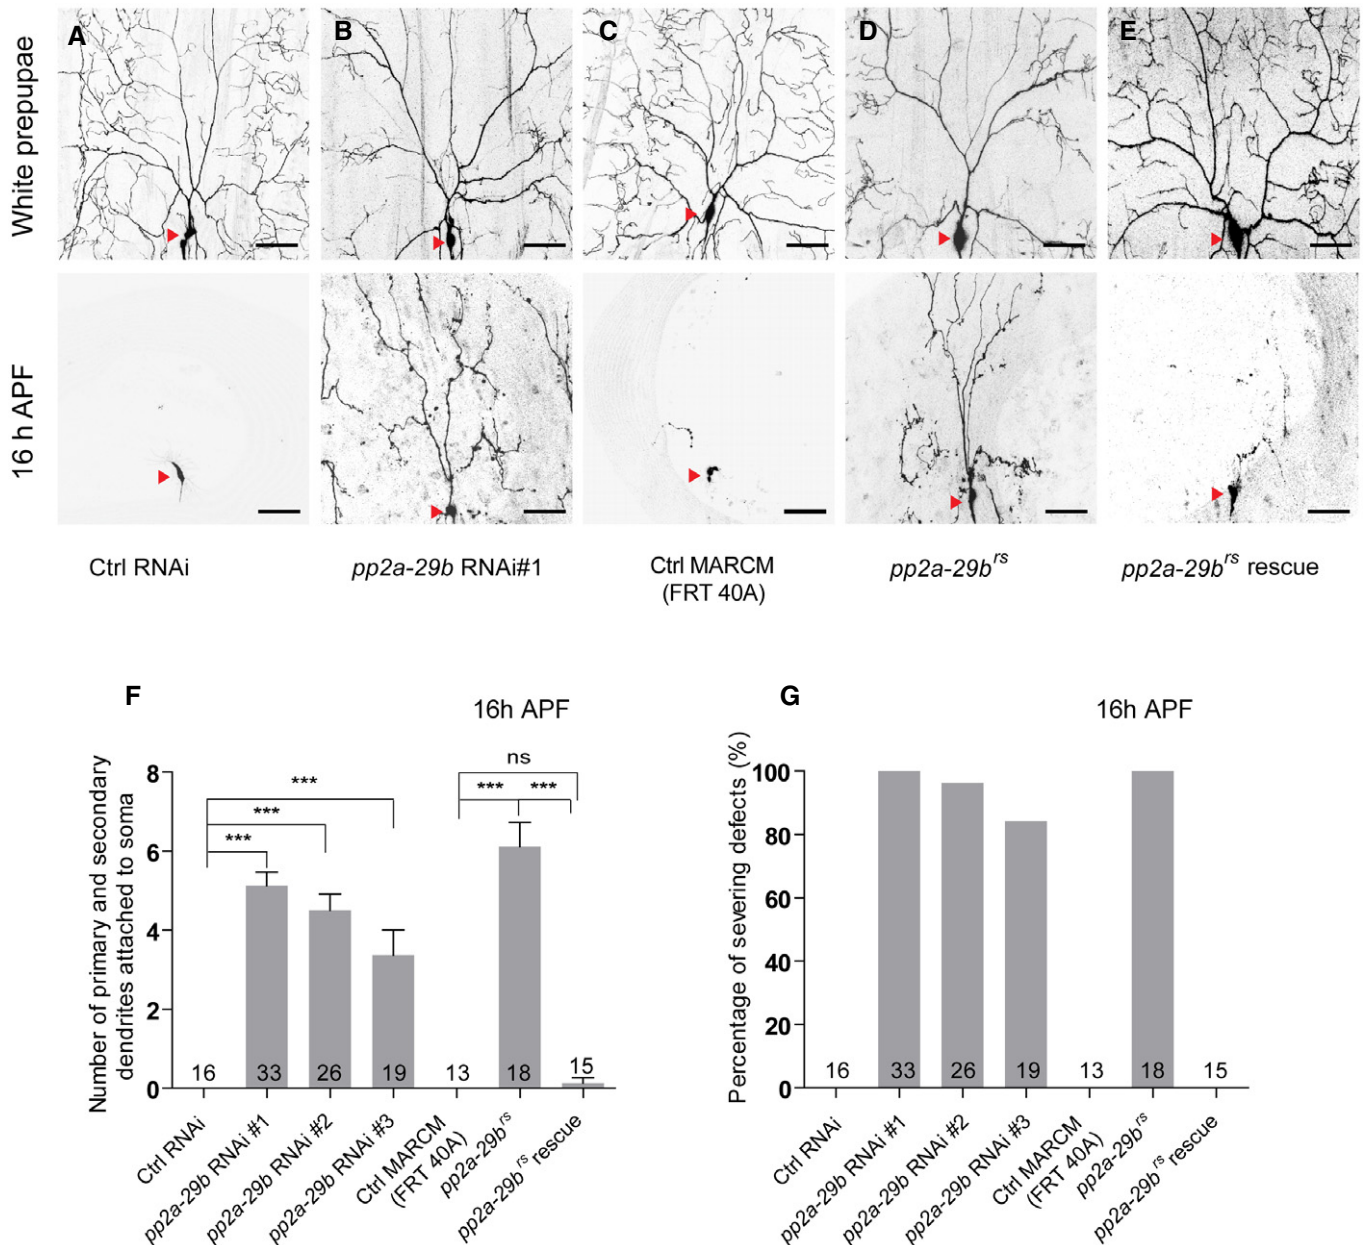 A
B
C
D
E
White prepupae
16 h APF
Ctrl RNAi
pp2a-29b RNAi#1
Ctrl MARCM
(FRT 40A)
pp2a-29b^rs
pp2a-29b^rs rescue
F
16h APF
Number of primary and secondary
dendrites attached to soma
8
6
4
2
0
***
***
***
ns
*** ***
16 33 26 19 13 18 15
Ctrl RNAi
pp2a-29b RNAi #1
pp2a-29b RNAi #2
pp2a-29b RNAi #3
Ctrl MARCM
(FRT 40A)
pp2a-29b^rs
pp2a-29b^rs rescue
G
16h APF
Percentage of severing defects (%)
100
80
60
40
20
0
16 33 26 19 13 18 15
Ctrl RNAi
pp2a-29b RNAi #1
pp2a-29b RNAi #2
pp2a-29b RNAi #3
Ctrl MARCM
(FRT 40A)
pp2a-29b^rs
pp2a-29b^rs rescue